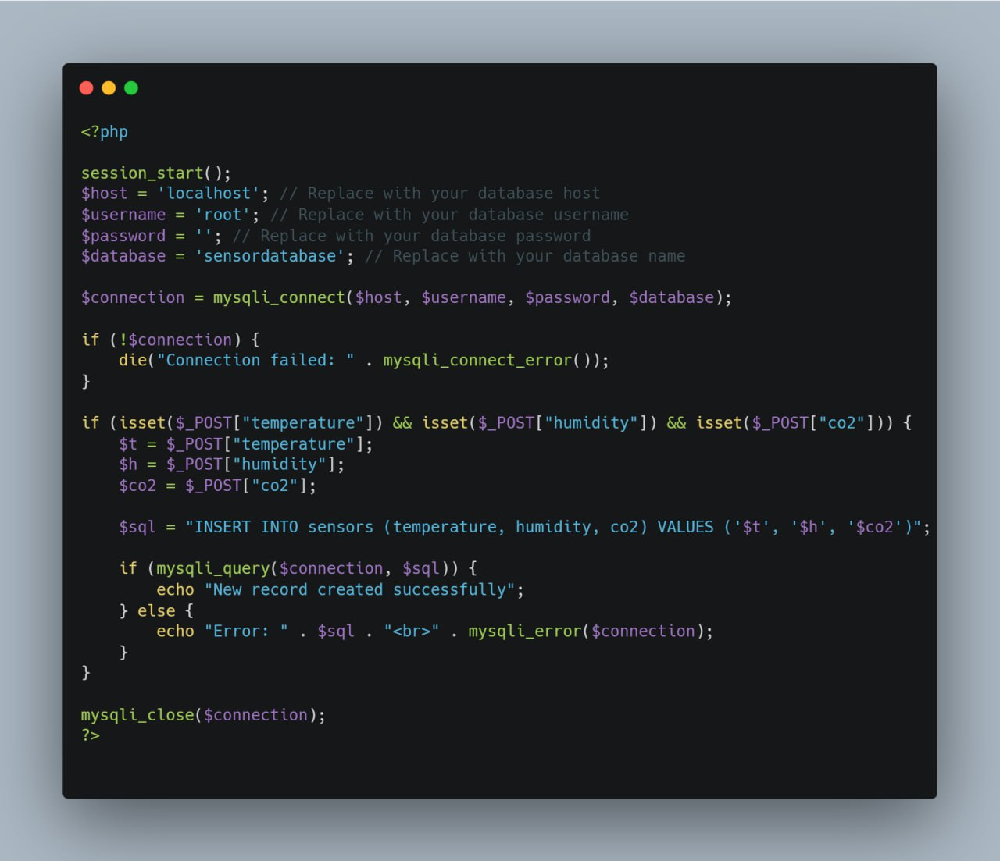 <?php
session_start();
$host = 'localhost'; // Replace with your database host
$username = 'root'; // Replace with your database username
$password = ''; // Replace with your database password
$database = 'sensordatabase'; // Replace with your database name
$connection = mysqli_connect($host, $username, $password, $database);
if (!$connection) {
    die("Connection failed: " . mysqli_connect_error());
}
if (isset($_POST["temperature"]) && isset($_POST["humidity"]) && isset($_POST["co2"])) {
    $t = $_POST["temperature"];
    $h = $_POST["humidity"];
    $co2 = $_POST["co2"];
    $sql = "INSERT INTO sensors (temperature, humidity, co2) VALUES ('$t', '$h', '$co2')";
    if (mysqli_query($connection, $sql)) {
        echo "New record created successfully";
    } else {
        echo "Error: " . $sql . "<br>" . mysqli_error($connection);
    }
}
mysqli_close($connection);
?>